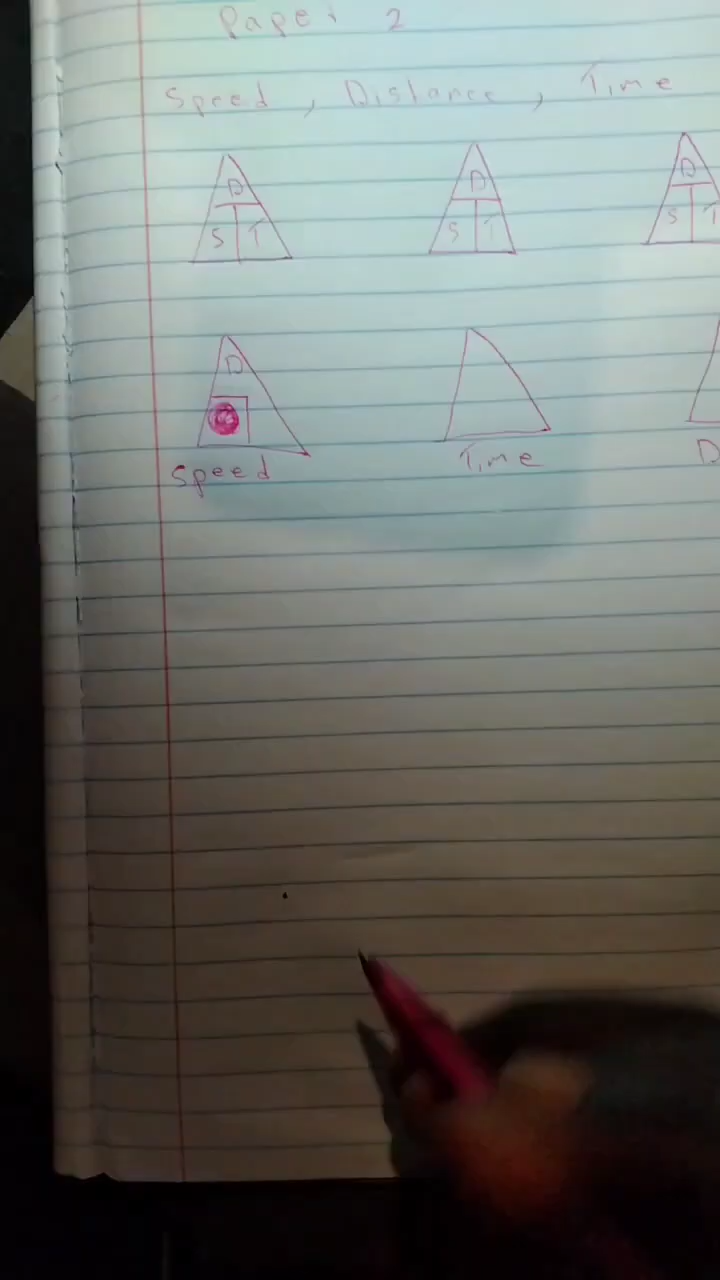 Paper 2
Speed, Distance, Time
D D D
S T S T S T
D
Speed Time D